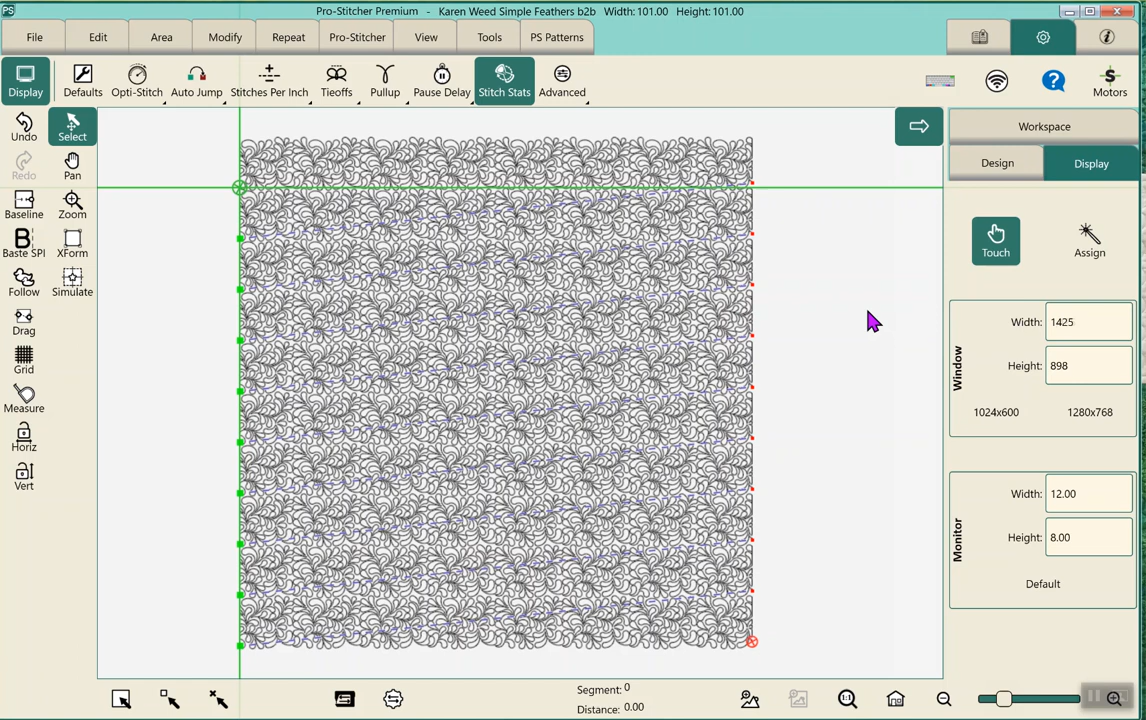 PS Pro-Stitcher Premium - Karen Weed Simple Feathers b2b Width:101.00 Height:101.00
File Edit Area Modify Repeat Pro-Stitcher View Tools PS Patterns
Display Defaults Opti-Stitch Auto Jump Stitches Per Inch Tieoffs Pullup Pause Delay Stitch Stats Advanced
S
Motors
Undo Select
Redo Pan
Baseline Zoom
B
Baste SPI XForm
Follow Simulate
Drag
Grid
Measure
Horiz
Vert
Workspace
Design Display
Touch Assign
Window
Width: 1425
Height: 898
1024x600 1280x768
Monitor
Width: 12.00
Height: 8.00
Default
Segment: 0
Distance: 0.00
1:1